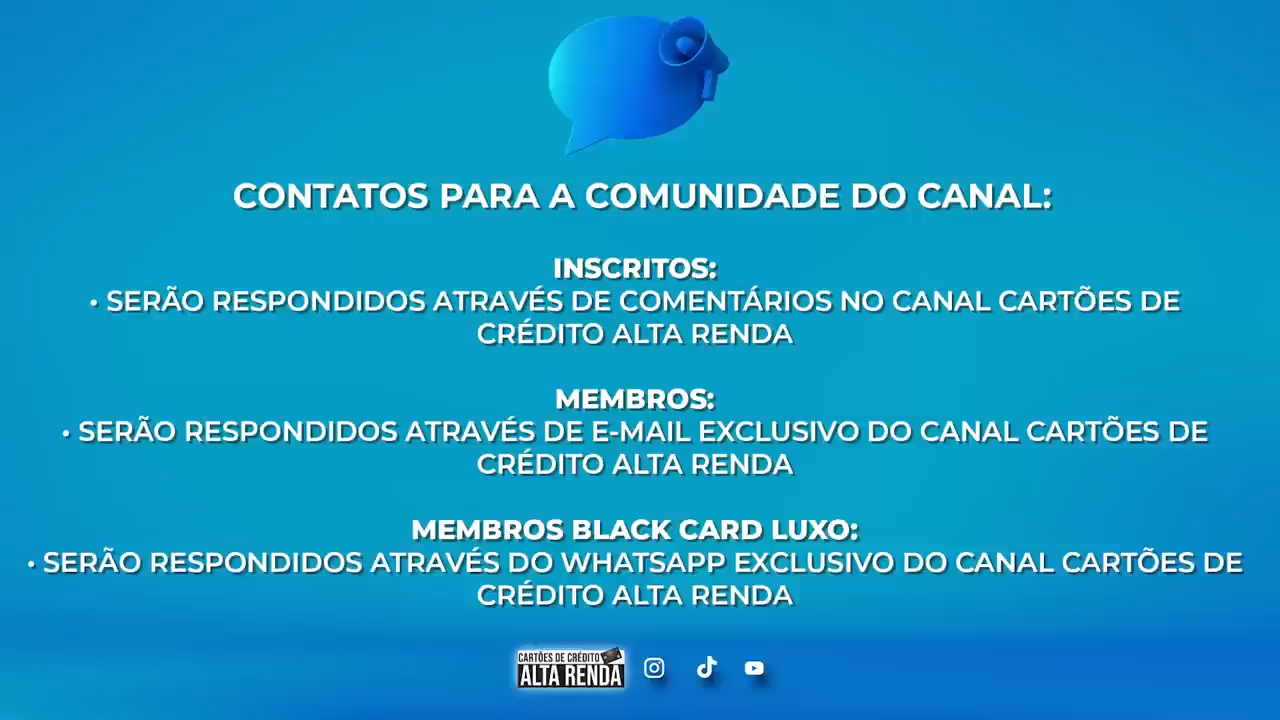 CONTATOS PARA A COMUNIDADE DO CANAL:
INSCRITOS:
• SERÃO RESPONDIDOS ATRAVÉS DE COMENTÁRIOS NO CANAL CARTÕES DE
CRÉDITO ALTA RENDA
MEMBROS:
• SERÃO RESPONDIDOS ATRAVÉS DE E-MAIL EXCLUSIVO DO CANAL CARTÕES DE
CRÉDITO ALTA RENDA
MEMBROS BLACK CARD LUXO:
• SERÃO RESPONDIDOS ATRAVÉS DO WHATSAPP EXCLUSIVO DO CANAL CARTÕES DE
CRÉDITO ALTA RENDA
CARTÕES DE CRÉDITO
ALTA RENDA